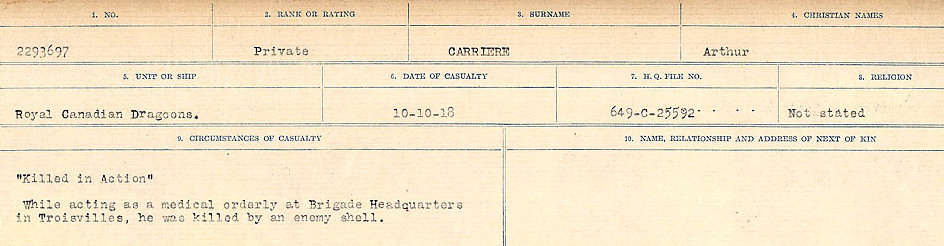 1. NO. 2. RANK OR RATING 3. SURNAME 4. CHRISTIAN NAMES
2293697 Private CARRIERE Arthur
5. UNIT OR SHIP 6. DATE OF CASUALTY 7. H.Q. FILE NO. 8. RELIGION
Royal Canadian Dragoons. 10-10-18 649-C-25592 Not stated
9. CIRCUMSTANCES OF CASUALTY 10. NAME, RELATIONSHIP AND ADDRESS OF NEXT OF KIN
"Killed in Action"
While acting as a medical orderly at Brigade Headquarters
in Troisvilles, he was killed by an enemy shell.